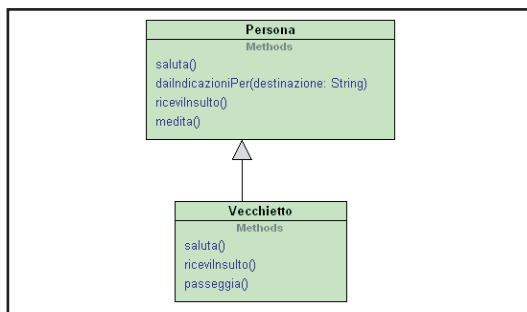 Persona
Methods
saluta()
daiIndicazioniPer(destinazione: String)
riceviInsulto()
medita()
Vecchietto
Methods
saluta()
riceviInsulto()
passeggia()